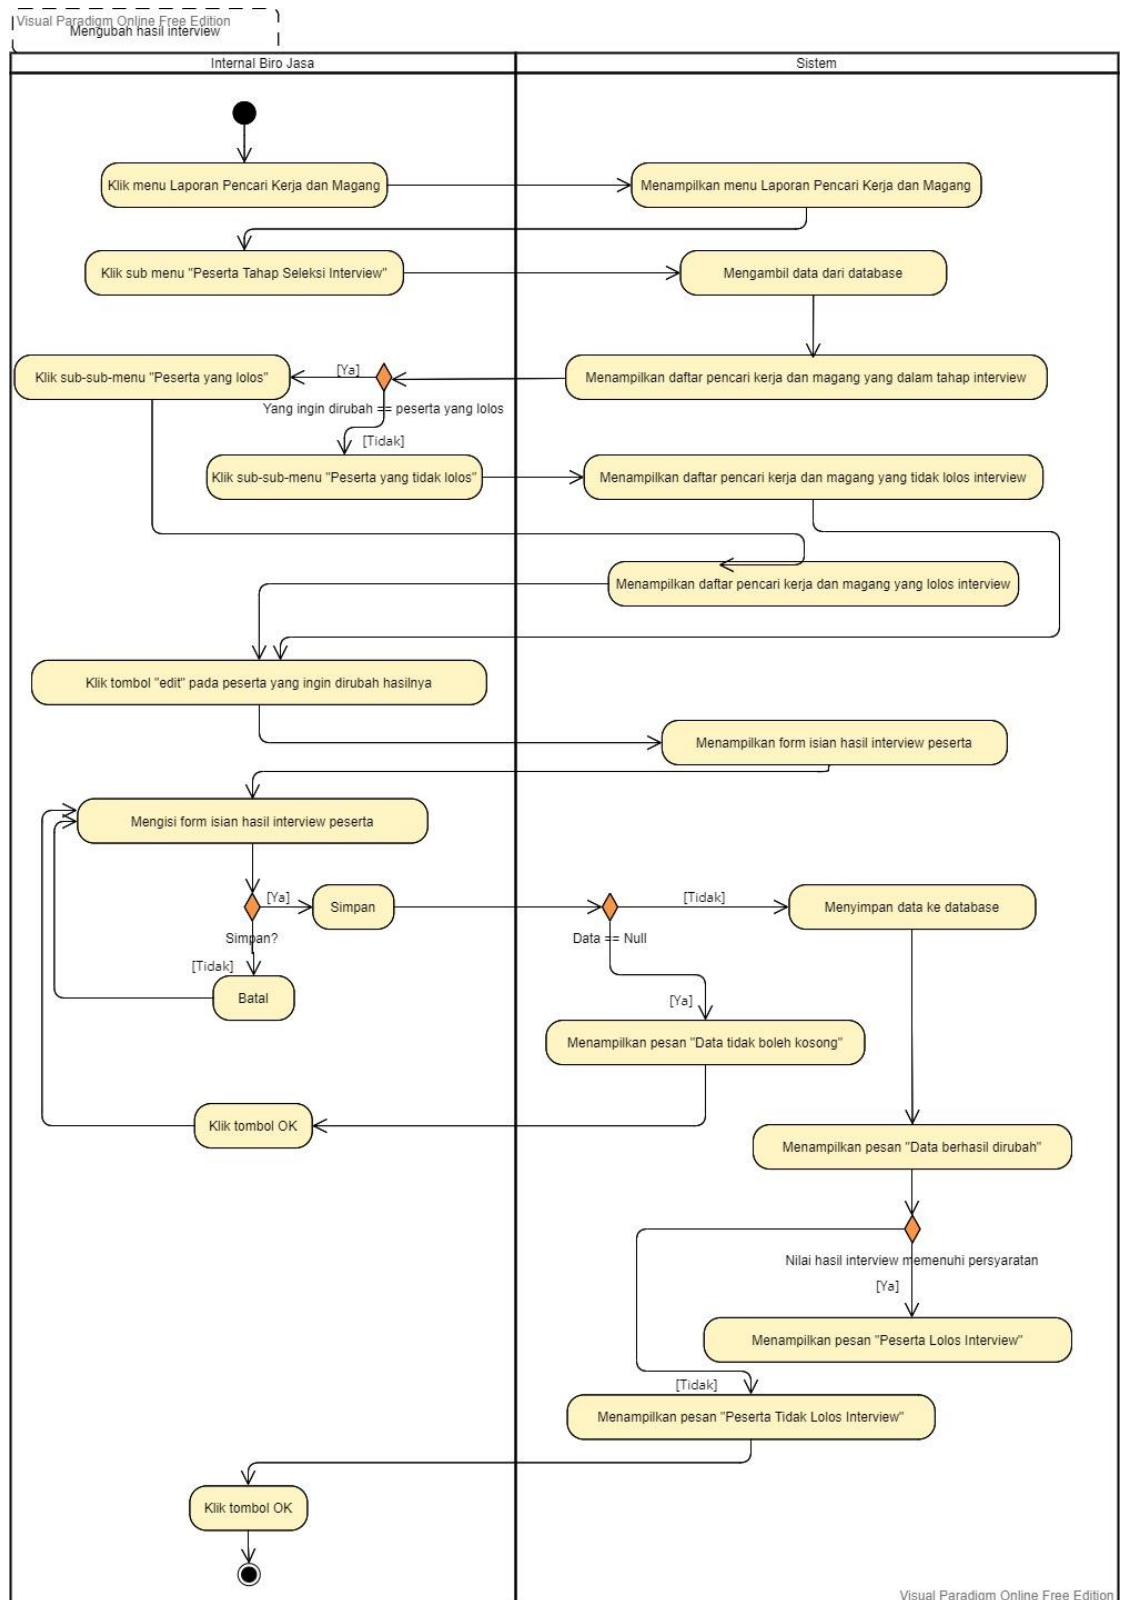 Visual Paradigm Online Free Edition
Mengubah hasil interview
Internal Biro Jasa
Sistem
Klik menu Laporan Pencari Kerja dan Magang
Menampilkan menu Laporan Pencari Kerja dan Magang
Klik sub menu "Peserta Tahap Seleksi Interview"
Mengambil data dari database
Klik sub-sub-menu "Peserta yang lolos"
[Ya]
Menampilkan daftar pencari kerja dan magang yang dalam tahap interview
Yang ingin dirubah == peserta yang lolos
[Tidak]
Klik sub-sub-menu "Peserta yang tidak lolos"
Menampilkan daftar pencari kerja dan magang yang tidak lolos interview
Menampilkan daftar pencari kerja dan magang yang lolos interview
Klik tombol "edit" pada peserta yang ingin dirubah hasilnya
Menampilkan form isian hasil interview peserta
Mengisi form isian hasil interview peserta
[Ya]
Simpan
[Tidak]
Menyimpan data ke database
Simpan?
Data == Null
[Tidak]
Batal
[Ya]
Menampilkan pesan "Data tidak boleh kosong"
Klik tombol OK
Menampilkan pesan "Data berhasil dirubah"
Nilai hasil interview memenuhi persyaratan
[Ya]
Menampilkan pesan "Peserta Lolos Interview"
[Tidak]
Menampilkan pesan "Peserta Tidak Lolos Interview"
Klik tombol OK
Visual Paradigm Online Free Edition